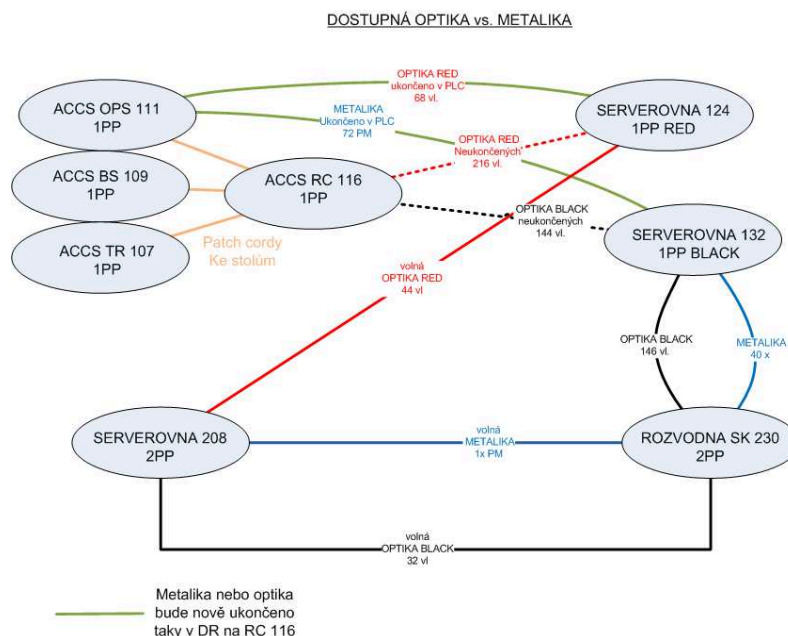 DOSTUPNÁ OPTIKA vs. METALIKA
OPTIKA RED
ukončeno v PLC
68 vl.
ACCS OPS 111
1PP
METALIKA
Ukončeno v PLC
72 PM
SERVEROVNA 124
1PP RED
OPTIKA RED
Neukončených
216 vl.
ACCS BS 109
1PP
ACCS RC 116
1PP
OPTIKA BLACK
neukončených
144 vl.
ACCS TR 107
1PP
Patch cordy
Ke stolům
SERVEROVNA 132
1PP BLACK
volná
OPTIKA RED
44 vl
OPTIKA BLACK
146 vl.
METALIKA
40 x
SERVEROVNA 208
2PP
volná
METALIKA
1x PM
ROZVODNA SK 230
2PP
volná
OPTIKA BLACK
32 vl
Metalika nebo optika
bude nově ukončeno
taky v DR na RC 116